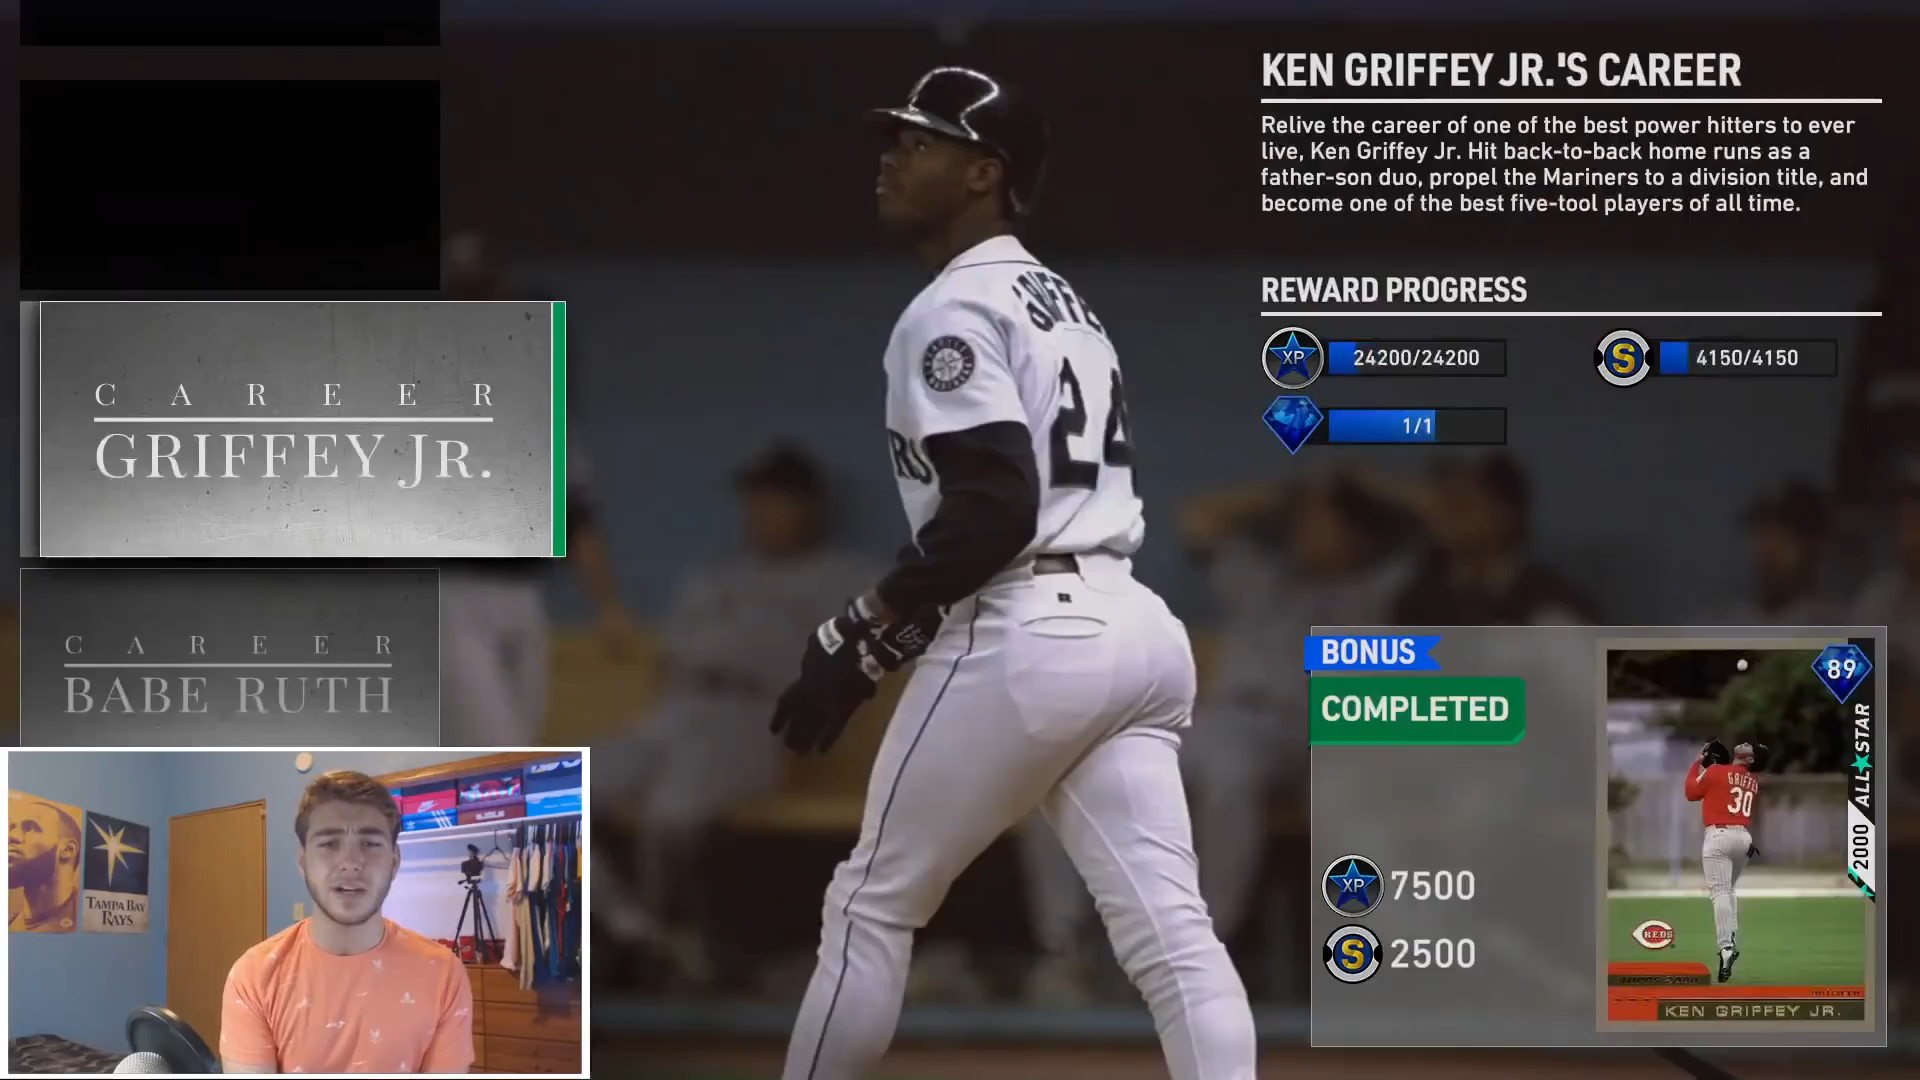 KEN GRIFFEY JR.'S CAREER
Relive the career of one of the best power hitters to ever
live, Ken Griffey Jr. Hit back-to-back home runs as a
father-son duo, propel the Mariners to a division title, and
become one of the best five-tool players of all time.
REWARD PROGRESS
XP 24200/24200
S 4150/4150
1/1
CAREER
GRIFFEY JR.
CAREER
BABE RUTH
24
BONUS
COMPLETED
XP 7500
S 2500
89
ALL★STAR
2000
30
REDS
KEN GRIFFEY JR.
TAMPA BAY
RAYS